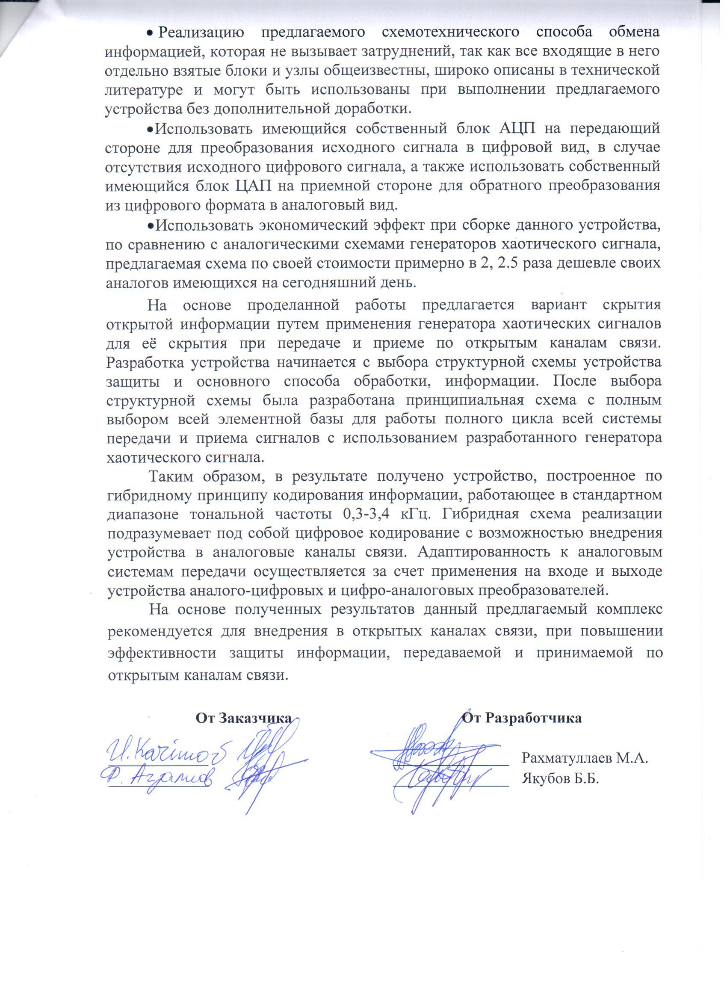 • Реализацию предлагаемого схемотехнического способа обмена
информацией, которая не вызывает затруднений, так как все входящие в него
отдельно взятые блоки и узлы общеизвестны, широко описаны в технической
литературе и могут быть использованы при выполнении предлагаемого
устройства без дополнительной доработки.
•Использовать имеющийся собственный блок АЦП на передающий
стороне для преобразования исходного сигнала в цифровой вид, в случае
отсутствия исходного цифрового сигнала, а также использовать собственный
имеющийся блок ЦАП на приемной стороне для обратного преобразования
из цифрового формата в аналоговый вид.
•Использовать экономический эффект при сборке данного устройства,
по сравнению с аналогическими схемами генераторов хаотического сигнала,
предлагаемая схема по своей стоимости примерно в 2, 2.5 раза дешевле своих
аналогов имеющихся на сегодняшний день.
На основе проделанной работы предлагается вариант скрытия
открытой информации путем применения генератора хаотических сигналов
для её скрытия при передаче и приеме по открытым каналам связи.
Разработка устройства начинается с выбора структурной схемы устройства
защиты и основного способа обработки, информации. После выбора
структурной схемы была разработана принципиальная схема с полным
выбором всей элементной базы для работы полного цикла всей системы
передачи и приема сигналов с использованием разработанного генератора
хаотического сигнала.
Таким образом, в результате получено устройство, построенное по
гибридному принципу кодирования информации, работающее в стандартном
диапазоне тональной частоты 0,3-3,4 кГц. Гибридная схема реализации
подразумевает под собой цифровое кодирование с возможностью внедрения
устройства в аналоговые каналы связи. Адаптированность к аналоговым
системам передачи осуществляется за счет применения на входе и выходе
устройства аналого-цифровых и цифро-аналоговых преобразователей.
На основе полученных результатов данный предлагаемый комплекс
рекомендуется для внедрения в открытых каналах связи, при повышении
эффективности защиты информации, передаваемой и принимаемой по
открытым каналам связи.
От Заказчика От Разработчика
И. Рахматуллаев М.А.
Якубов Б.Б.